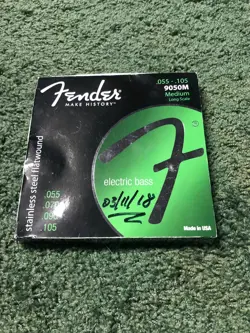 Fender
MAKE HISTORY
.055 - .105
9050M
Medium
Long Scale
stainless steel flatwound
.055
.105
electric bass
03/11/18
F
Made in USA